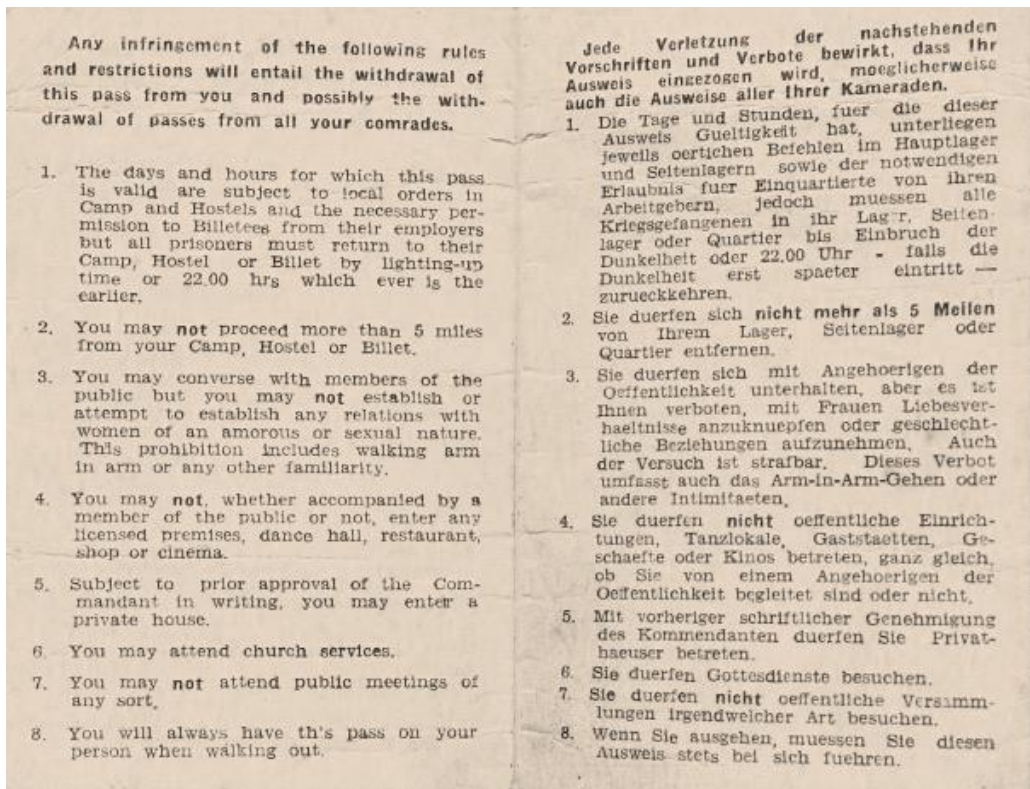 Any infringement of the following rules
and restrictions will entail the withdrawal of
this pass from you and possibly the with-
drawal of passes from all your comrades.
1. The days and hours for which this pass
is valid are subject to local orders in
Camp and Hostels and the necessary per-
mission to Billetees from their employers
but all prisoners must return to their
Camp, Hostel or Billet by lighting-up
time or 22.00 hrs which ever is the
earlier.
2. You may not proceed more than 5 miles
from your Camp, Hostel or Billet.
3. You may converse with members of the
public but you may not establish or
attempt to establish any relations with
women of an amorous or sexual nature.
This prohibition includes walking arm
in arm or any other familiarity.
4. You may not, whether accompanied by a
member of the public or not, enter any
licensed premises, dance hall, restaurant,
shop or cinema.
5. Subject to prior approval of the Com-
mandant in writing, you may enter a
private house.
6. You may attend church services.
7. You may not attend public meetings of
any sort.
8. You will always have th's pass on your
person when walking out.
Jede Verletzung der nachstehenden
Vorschriften und Verbote bewirkt, dass Ihr
Ausweis eingezogen wird, moeglicherweise
auch die Ausweise aller Ihrer Kameraden.
1. Die Tage und Stunden, fuer die dieser
Ausweis Gueltigkeit hat, unterliegen
jeweils oertichen Befehlen im Hauptlager
und Seitenlagern sowie der notwendigen
Erlaubnis fuer Einquartierte von ihren
Arbeitgebern, jedoch muessen alle
Kriegsgefangenen in ihr Lager, Seiten-
lager oder Quartier bis Einbruch der
Dunkelheit oder 22.00 Uhr - falls die
Dunkelheit erst spaeter eintritt —
zurueckkehren.
2. Sie duerfen sich nicht mehr als 5 Meilen
von Ihrem Lager, Seitenlager oder
Quartier entfernen.
3. Sie duerfen sich mit Angehoerigen der
Oeffentlichkeit unterhalten, aber es ist
Ihnen verboten, mit Frauen Liebesver-
haeltnisse anzuknuepfen oder geschlecht-
liche Beziehungen aufzunehmen. Auch
der Versuch ist strafbar. Dieses Verbot
umfasst auch das Arm-in-Arm-Gehen oder
andere Intimitaeten.
4. Sie duerfen nicht oeffentliche Einrich-
tungen, Tanzlokale, Gaststaetten, Ge-
schaefte oder Kinos betreten, ganz gleich,
ob Sie von einem Angehoerigen der
Oeffentlichkeit begleitet sind oder nicht.
5. Mit vorheriger schriftlicher Genehmigung
des Kommendanten duerfen Sie Privat-
haeuser betreten.
6. Sie duerfen Gottesdienste besuchen.
7. Sie duerfen nicht oeffentliche Versamm-
lungen irgendwelcher Art besuchen.
8. Wenn Sie ausgehen, muessen Sie diesen
Ausweis stets bei sich fuehren.